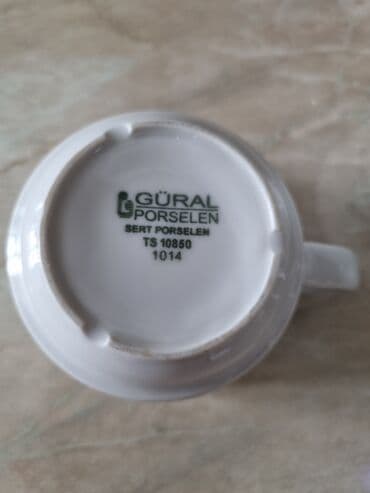 GÜRAL
PORSELEN
SERT PORSELEN
TS 10850
1014